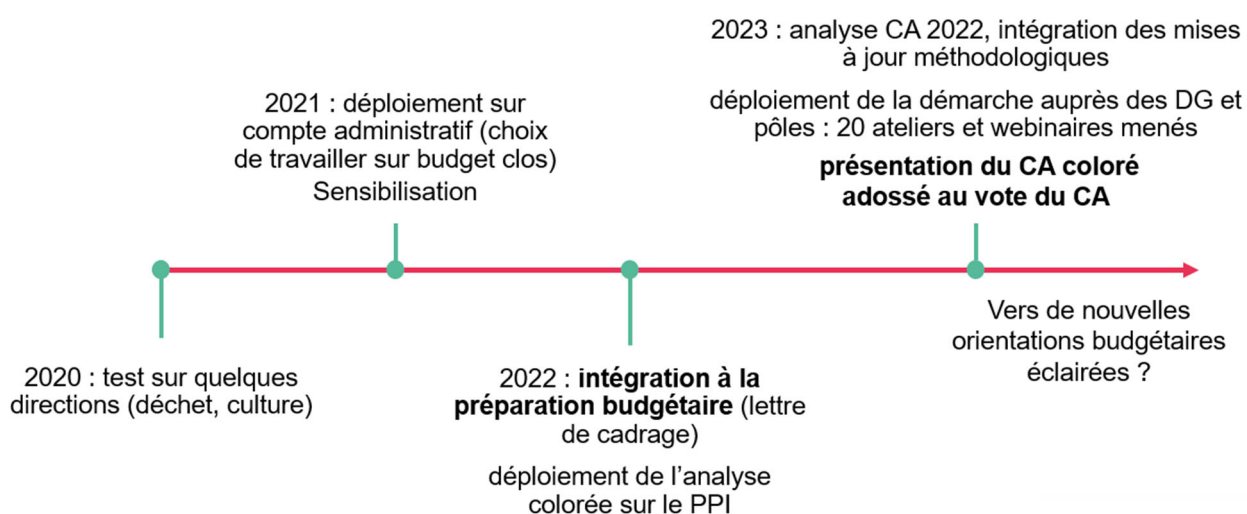 2023 : analyse CA 2022, intégration des mises
à jour méthodologiques
déploiement de la démarche auprès des DG et
pôles : 20 ateliers et webinaires menés
présentation du CA coloré
adossé au vote du CA
2021 : déploiement sur
compte administratif (choix
de travailler sur budget clos)
Sensibilisation
2020 : test sur quelques
directions (déchet, culture)
2022 : intégration à la
préparation budgétaire (lettre
de cadrage)
déploiement de l’analyse
colorée sur le PPI
Vers de nouvelles
orientations budgétaires
éclairées ?